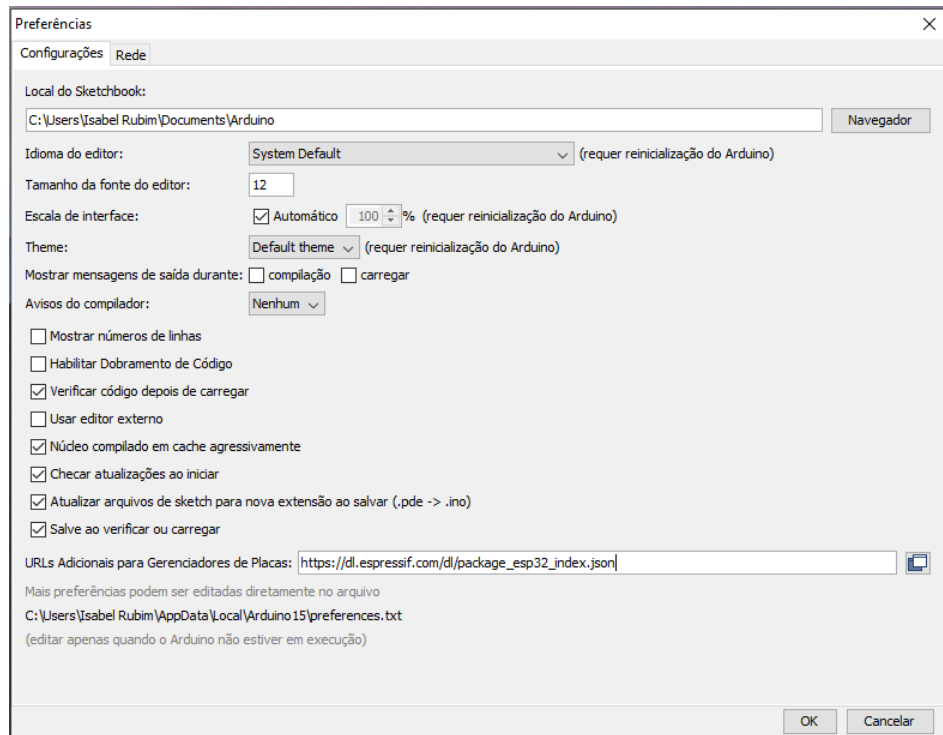 Preferências
Configurações Rede
Local do Sketchbook:
C:\Users\Isabel Rubim\Documents\Arduino Navegador
Idioma do editor: System Default (requer reinicialização do Arduino)
Tamanho da fonte do editor: 12
Escala de interface: Automático 100 % (requer reinicialização do Arduino)
Theme: Default theme (requer reinicialização do Arduino)
Mostrar mensagens de saída durante: compilação carregar
Avisos do compilador: Nenhum
Mostrar números de linhas
Habilitar Dobramento de Código
Verificar código depois de carregar
Usar editor externo
Núcleo compilado em cache agressivamente
Checar atualizações ao iniciar
Atualizar arquivos de sketch para nova extensão ao salvar (.pde -> .ino)
Salve ao verificar ou carregar
URLs Adicionais para Gerenciadores de Placas: https://dl.espressif.com/dl/package_esp32_index.json
Mais preferências podem ser editadas diretamente no arquivo
C:\Users\Isabel Rubim\AppData\Local\Arduino15\preferences.txt
(editar apenas quando o Arduino não estiver em execução)
OK Cancelar